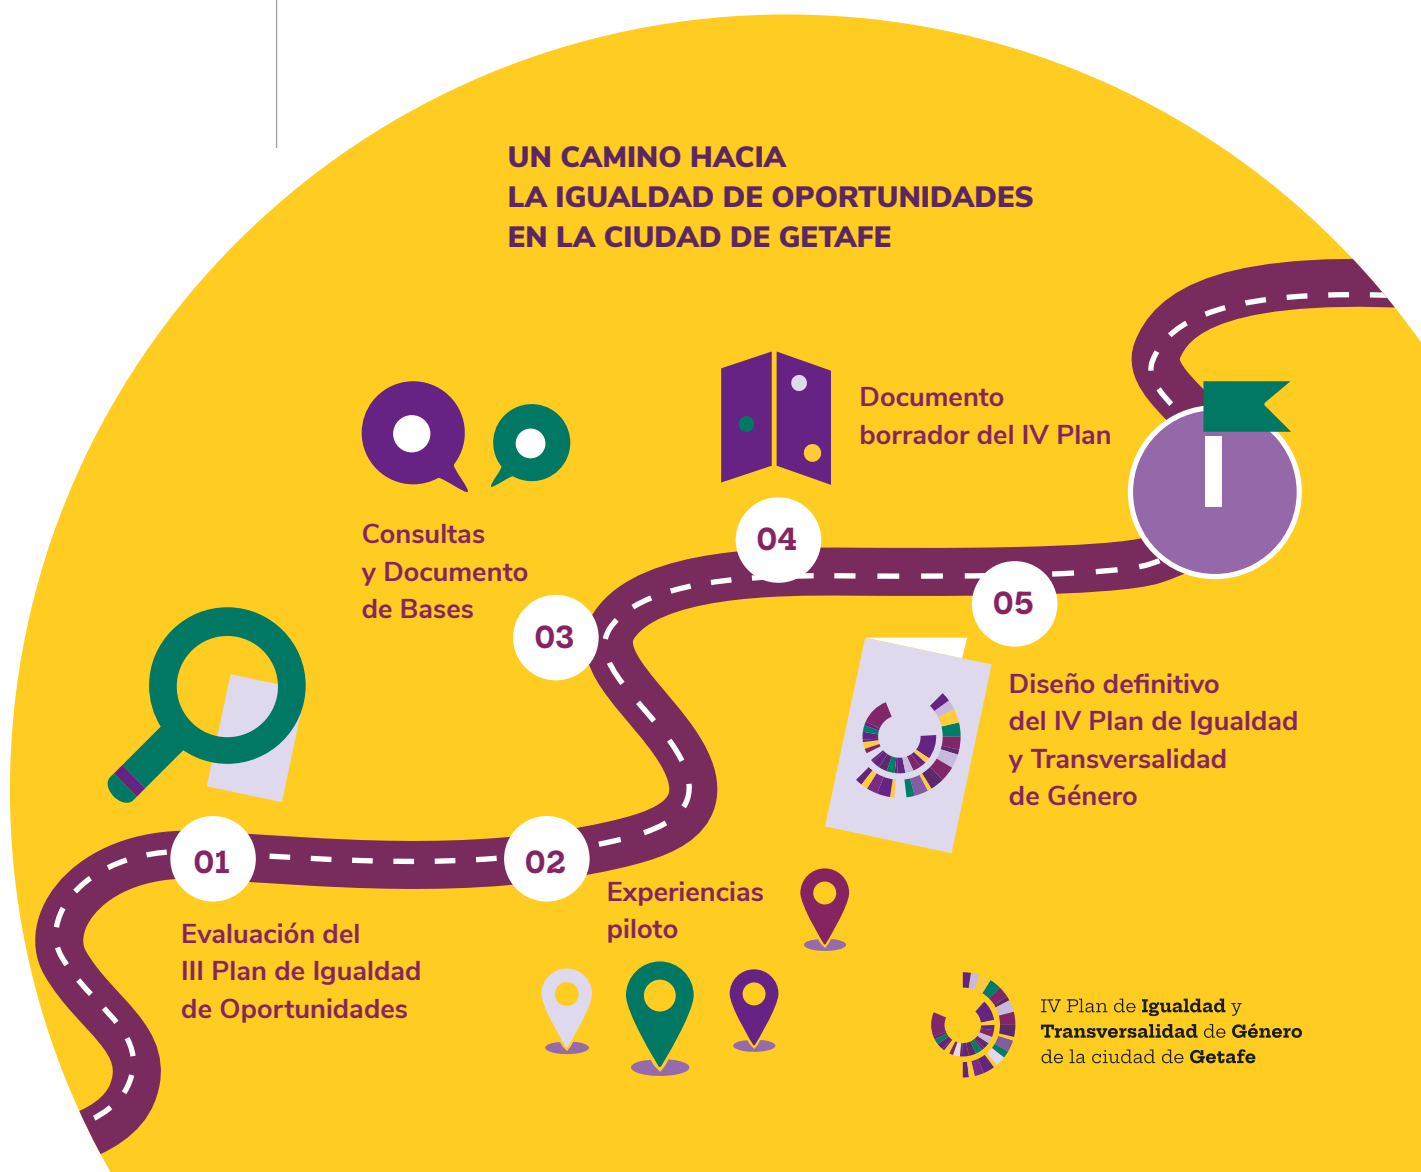 UN CAMINO HACIA
LA IGUALDAD DE OPORTUNIDADES
EN LA CIUDAD DE GETAFE
01
Evaluación del
III Plan de Igualdad
de Oportunidades
02
Experiencias
piloto
03
Consultas
y Documento
de Bases
04
Documento
borrador del IV Plan
05
Diseño definitivo
del IV Plan de Igualdad
y Transversalidad
de Género
IV Plan de Igualdad y
Transversalidad de Género
de la ciudad de Getafe